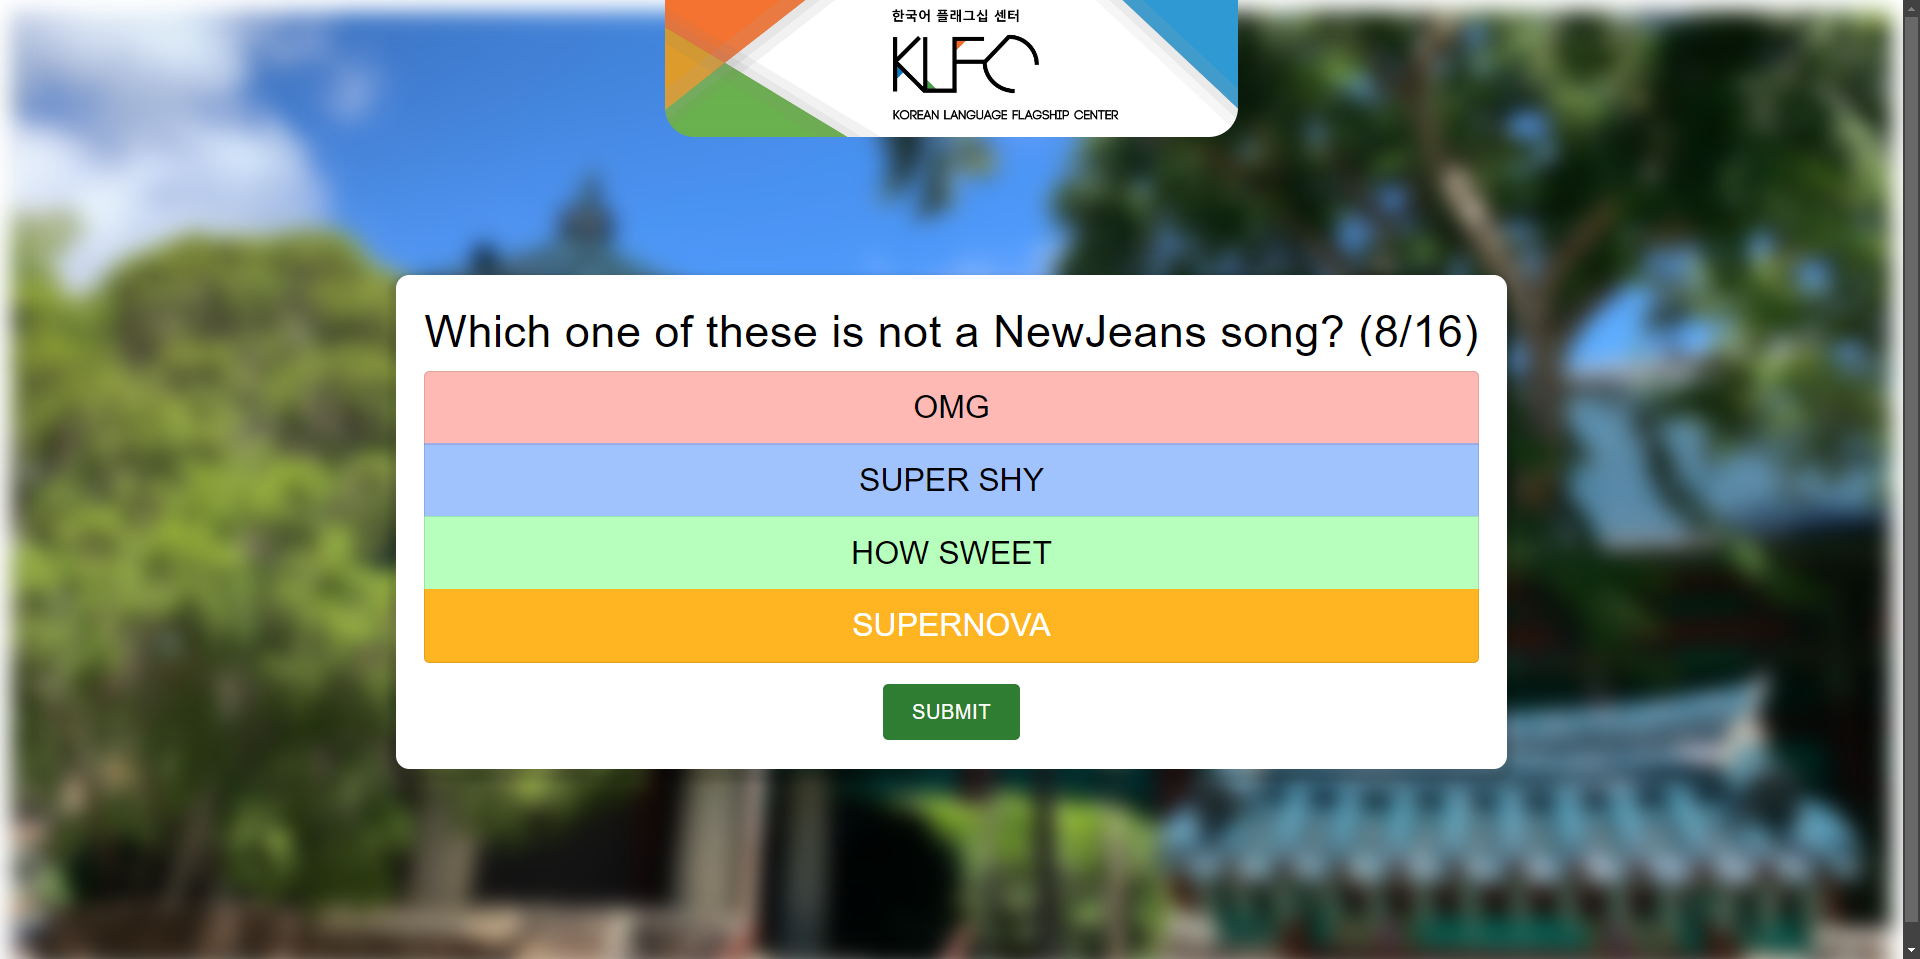 한국어 플래그십 센터
KLFC
KOREAN LANGUAGE FLAGSHIP CENTER
Which one of these is not a NewJeans song? (8/16)
OMG
SUPER SHY
HOW SWEET
SUPERNOVA
SUBMIT